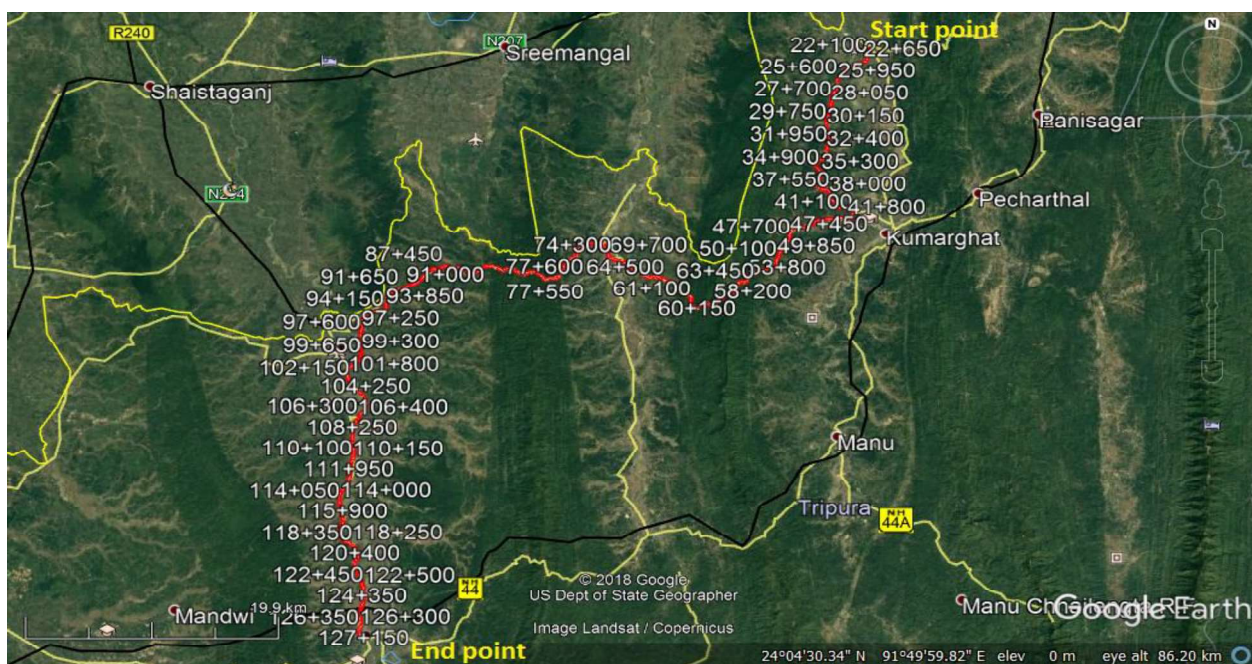 Start point
R240
N207
Sreemangal
22+100 22+650
25+600 25+950
Shaistaganj
27+700 28+050
29+750 30+150
Panisagar
31+950 32+400
34+900 35+300
37+550 38+000
Pecharthal
41+100 41+800
47+700 47+450
Kumarghat
50+100 49+850
74+300 69+700
87+450
77+600 64+500 63+450 53+800
91+650 91+000
77+550 61+100 58+200
94+150 93+850
60+150
97+600 97+250
99+650 99+300
102+150 101+800
104+250
106+300 106+400
108+250
110+100 110+150
Manu
111+950
114+050 114+000
115+900
Tripura
NH
44A
118+350 118+250
120+400
122+450 122+500
44
© 2018 Google
US Dept of State Geographer
124+350
Mandwi
19.9 km
126+350 126+300
Google Earth
Image Landsat / Copernicus
127+150
End point
24°04'30.34" N 91°49'59.82" E elev 0 m eye alt 86.20 km
N